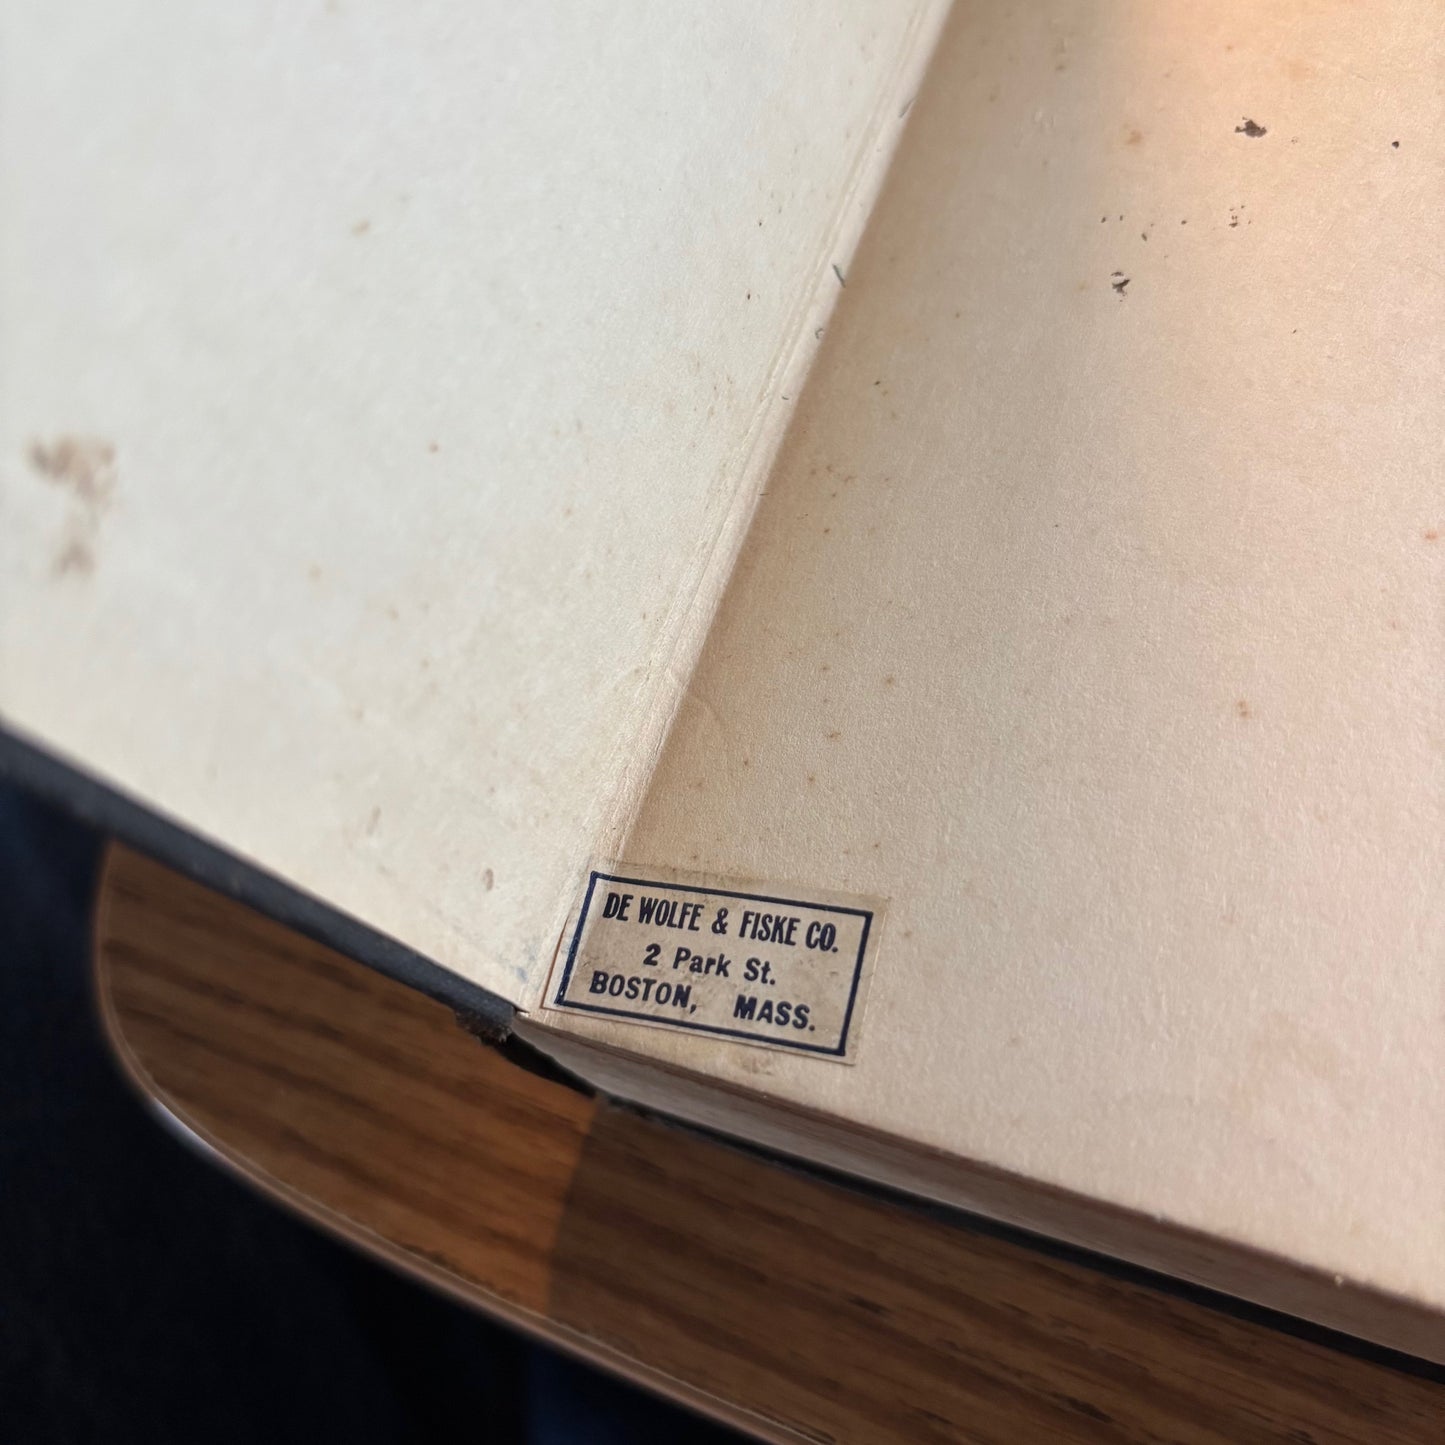 DE WOLFE & FISKE CO.
2 Park St.
BOSTON, MASS.